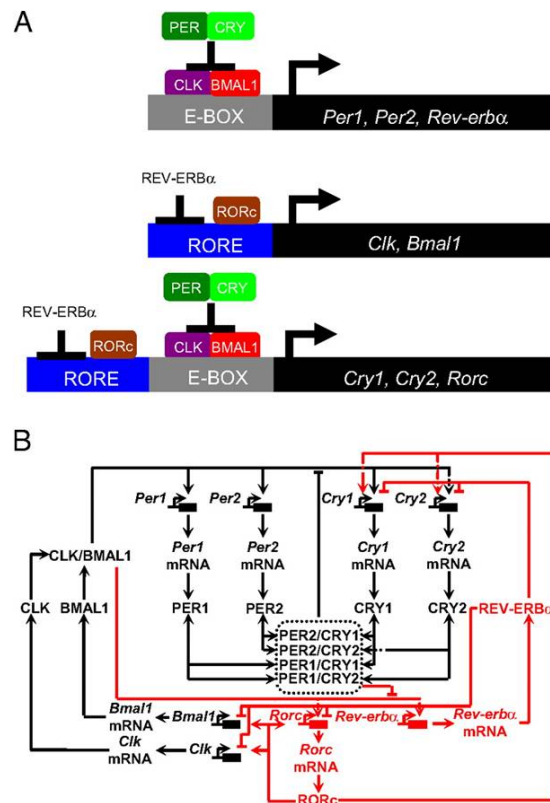 A
PER CRY
CLK BMAL1
E-BOX Per1, Per2, Rev-erbα
REV-ERBα
RORc
RORE Clk, Bmal1
PER CRY
REV-ERBα
RORc CLK BMAL1
RORE E-BOX Cry1, Cry2, Rorc
B
Per1 Per2 Cry1 Cry2
Per1 Per2 Cry1 Cry2
CLK/BMAL1 mRNA mRNA mRNA mRNA
CLK BMAL1 PER1 PER2 CRY1 CRY2 REV-ERBα
PER2/CRY1
PER2/CRY2
PER1/CRY1
PER1/CRY2
Bmal1 Bmal1 Rorc Rev-erbα Rev-erbα
mRNA mRNA
Clk Clk Rorc
mRNA mRNA
RORc